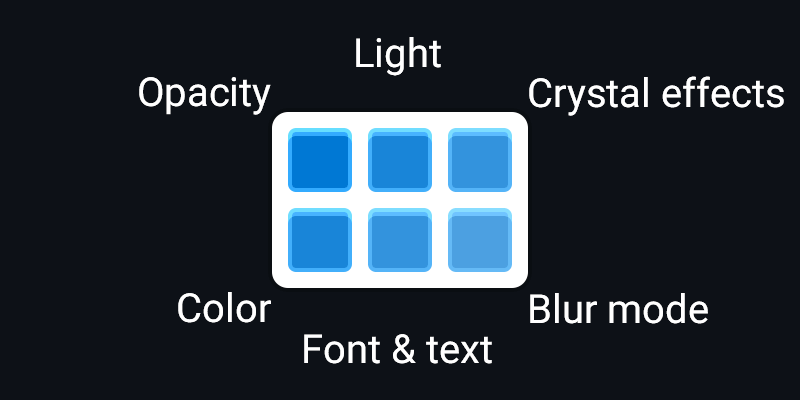 Light
Opacity
Crystal effects
Color
Blur mode
Font & text